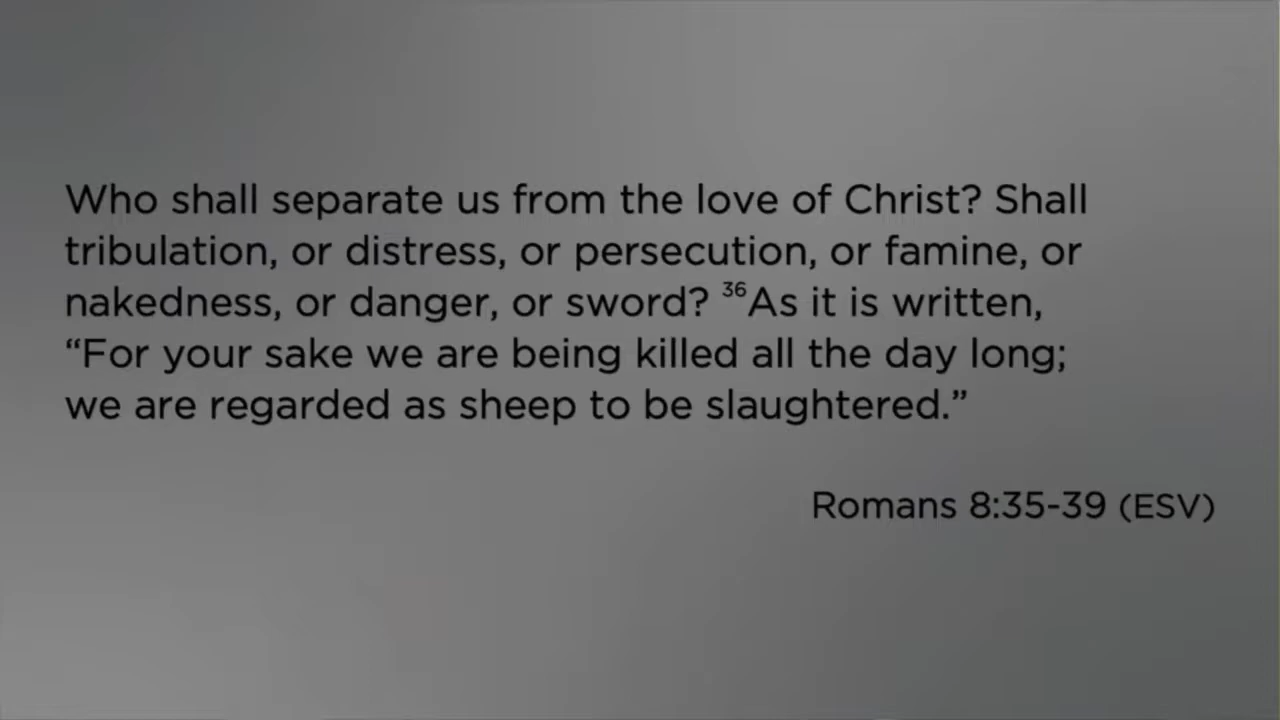 Who shall separate us from the love of Christ? Shall
tribulation, or distress, or persecution, or famine, or
nakedness, or danger, or sword? ³⁶As it is written,
“For your sake we are being killed all the day long;
we are regarded as sheep to be slaughtered.”
Romans 8:35-39 (ESV)